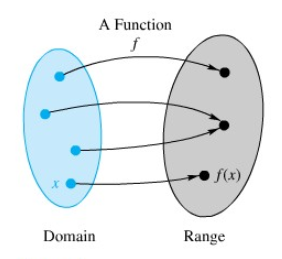 A Function
f
x
f(x)
Domain
Range